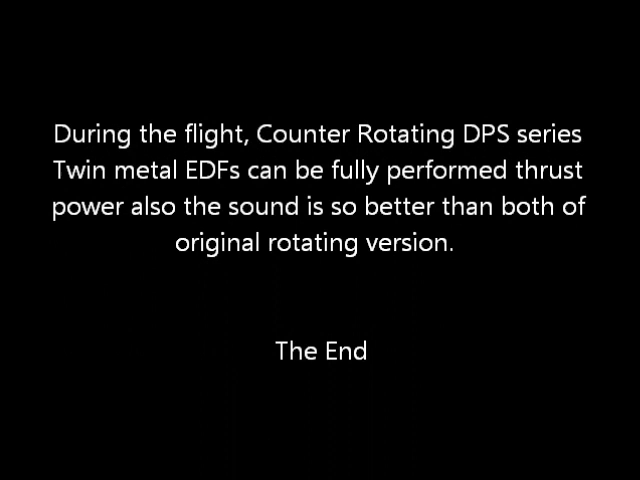 During the flight, Counter Rotating DPS series
Twin metal EDFs can be fully performed thrust
power also the sound is so better than both of
original rotating version.
The End